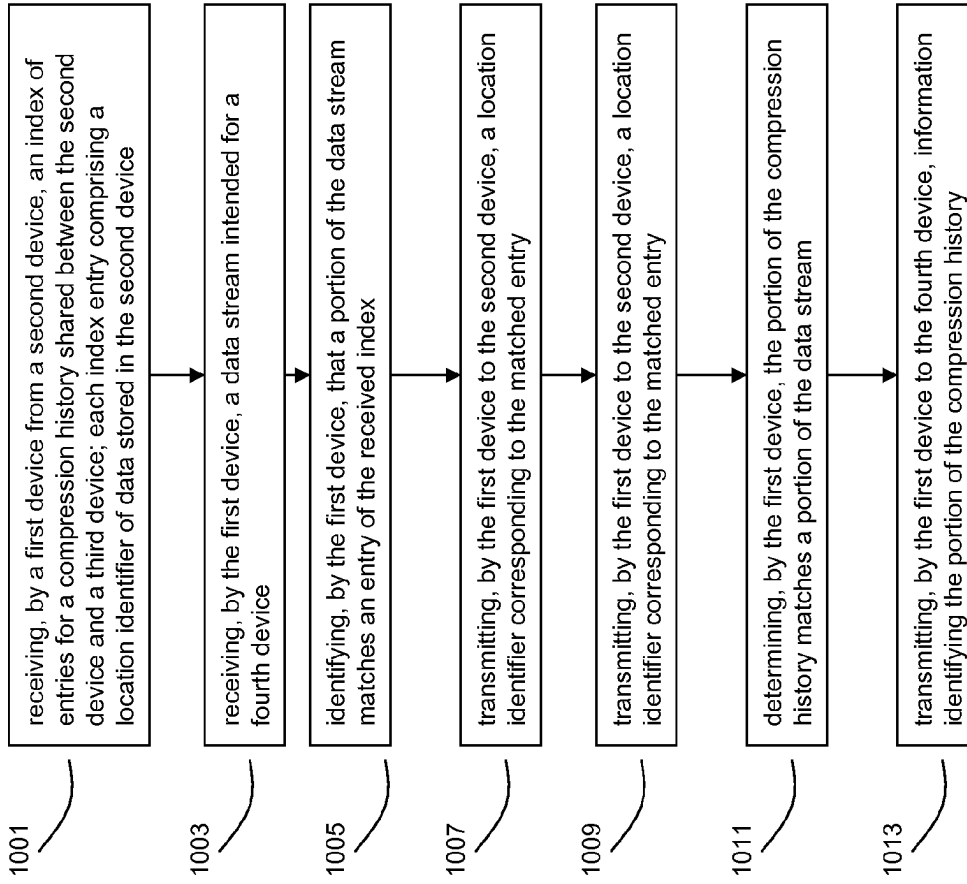 1001
receiving, by a first device from a second device, an index of
entries for a compression history shared between the second
device and a third device; each index entry comprising a
location identifier of data stored in the second device
1003
receiving, by the first device, a data stream intended for a
fourth device
1005
identifying, by the first device, that a portion of the data stream
matches an entry of the received index
1007
transmitting, by the first device to the second device, a location
identifier corresponding to the matched entry
1009
transmitting, by the first device to the second device, a location
identifier corresponding to the matched entry
1011
determining, by the first device, the portion of the compression
history matches a portion of the data stream
1013
transmitting, by the first device to the fourth device, information
identifying the portion of the compression history